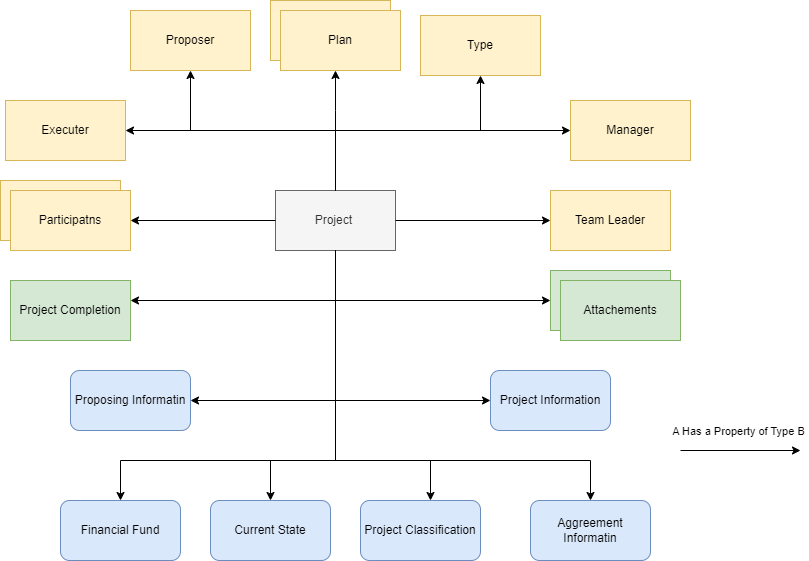 Proposer
Plan
Type
Executer
Manager
Participatns
Project
Team Leader
Project Completion
Attachements
Proposing Informatin
Project Information
A Has a Property of Type B
Financial Fund
Current State
Project Classification
Aggreement
Informatin